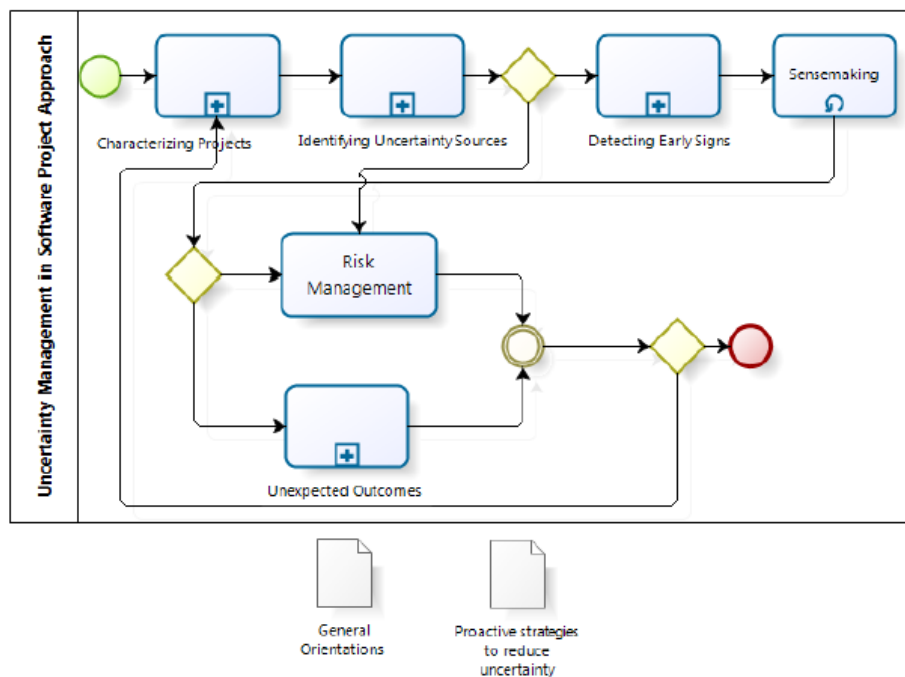 Uncertainty Management in Software Project Approach
Sensemaking
Characterizing Projects
Identifying Uncertainty Sources
Detecting Early Signs
Risk
Management
Unexpected Outcomes
General
Orientations
Proactive strategies
to reduce
uncertainty